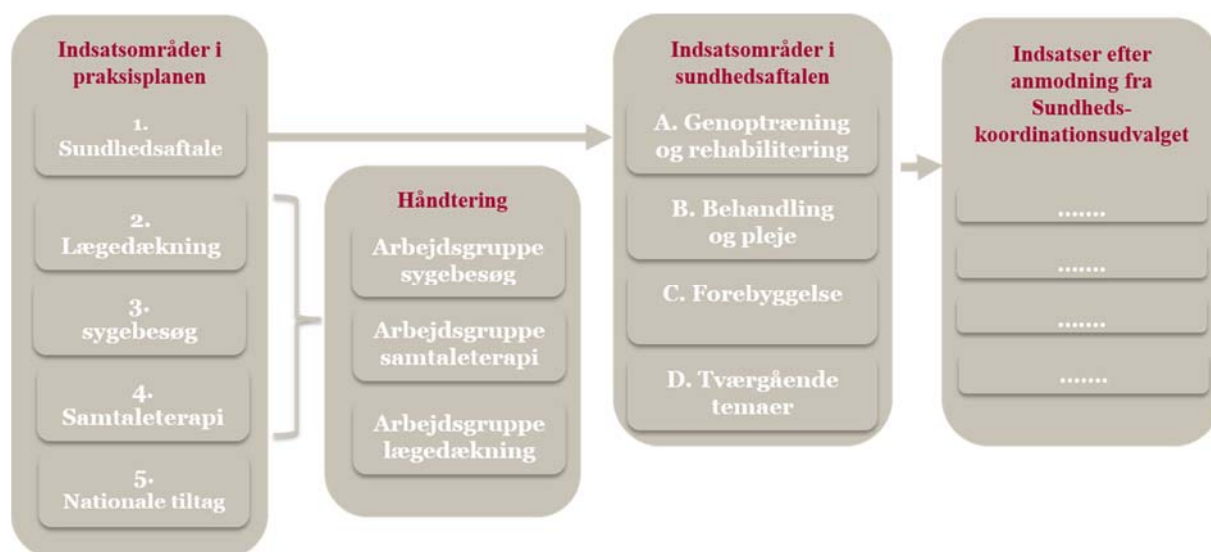 Indsatsområder i
praksisplanen
1.
Sundhedsaftale
2.
Lægedækning
3.
sygebesøg
4.
Samtaleterapi
5.
Nationale tiltag
Håndtering
Arbejdsgruppe
sygebesøg
Arbejdsgruppe
samtaleterapi
Arbejdsgruppe
lægedækning
Indsatsområder i
sundhedsaftalen
A. Genoptræning
og rehabilitering
B. Behandling
og pleje
C. Forebyggelse
D. Tværgående
temaer
Indsatser efter
anmodning fra
Sundheds-
koordinationsudvalget
.......
.......
.......
.......